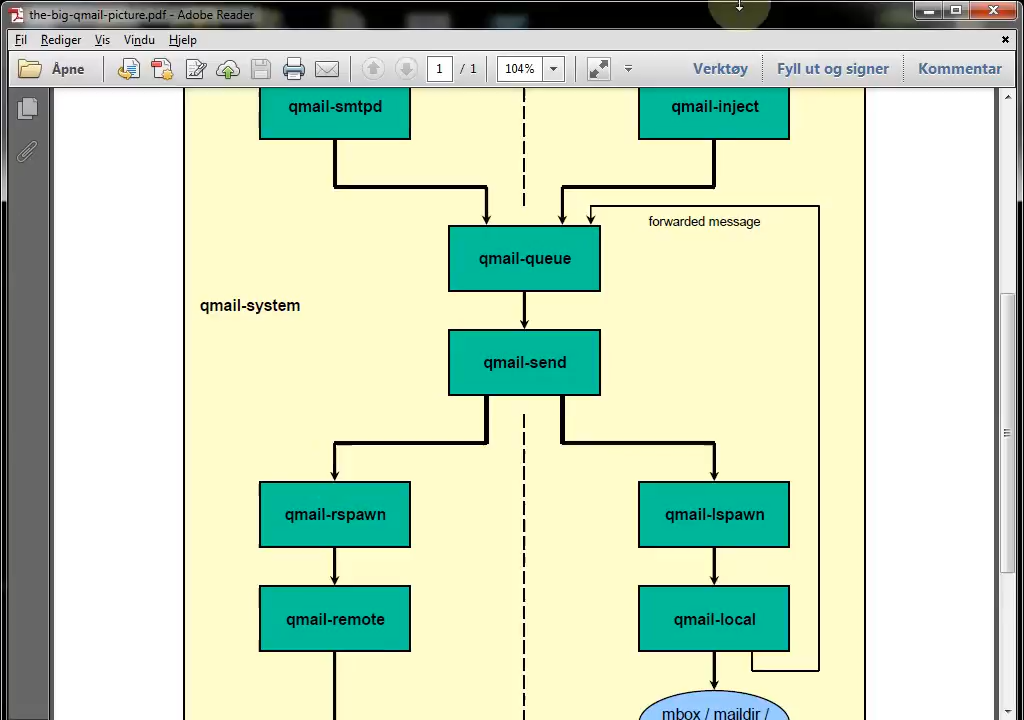 the-big-qmail-picture.pdf - Adobe Reader
Fil Rediger Vis Vindu Hjelp
Åpne 1 / 1 104% Verktøy Fyll ut og signer Kommentar
qmail-smtpd qmail-inject
forwarded message
qmail-queue
qmail-system
qmail-send
qmail-rspawn qmail-lspawn
qmail-remote qmail-local
mbox / maildir /